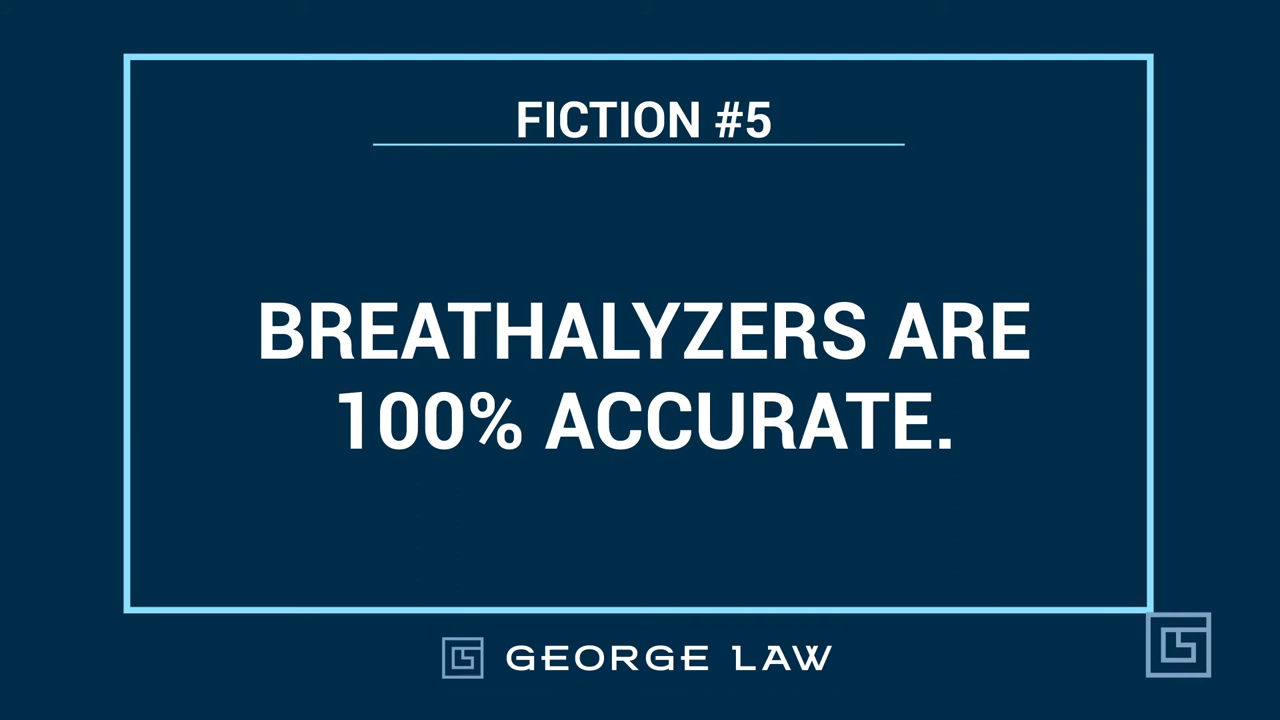 FICTION #5
BREATHALYZERS ARE
100% ACCURATE.
GEORGE LAW